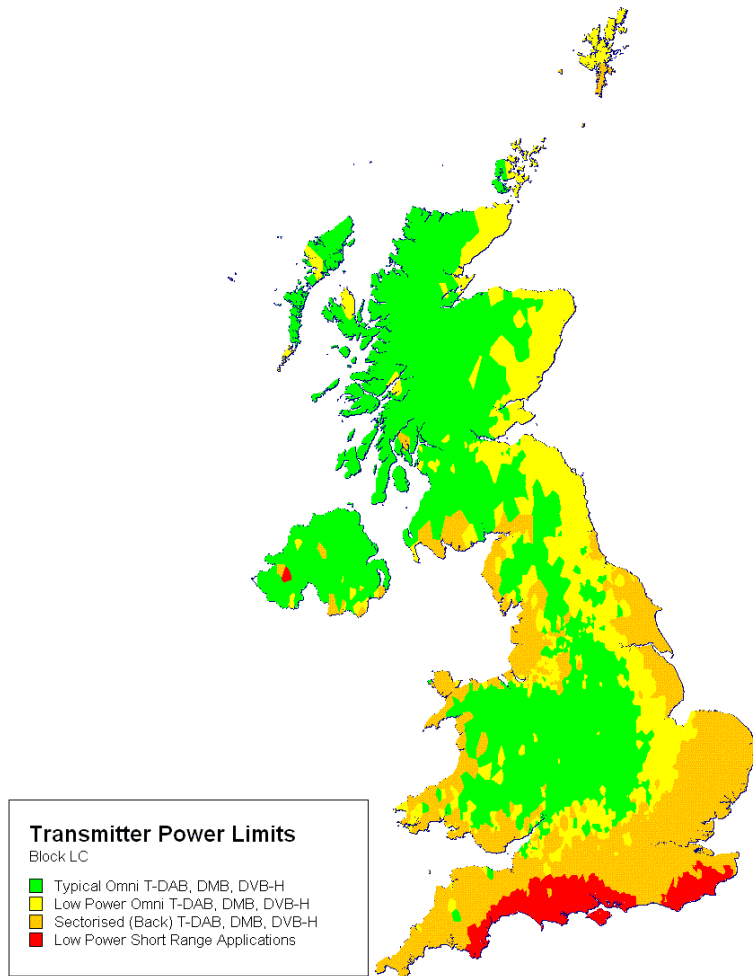 Transmitter Power Limits
Block LC
Typical Omni T-DAB, DMB, DVB-H
Low Power Omni T-DAB, DMB, DVB-H
Sectorised (Back) T-DAB, DMB, DVB-H
Low Power Short Range Applications